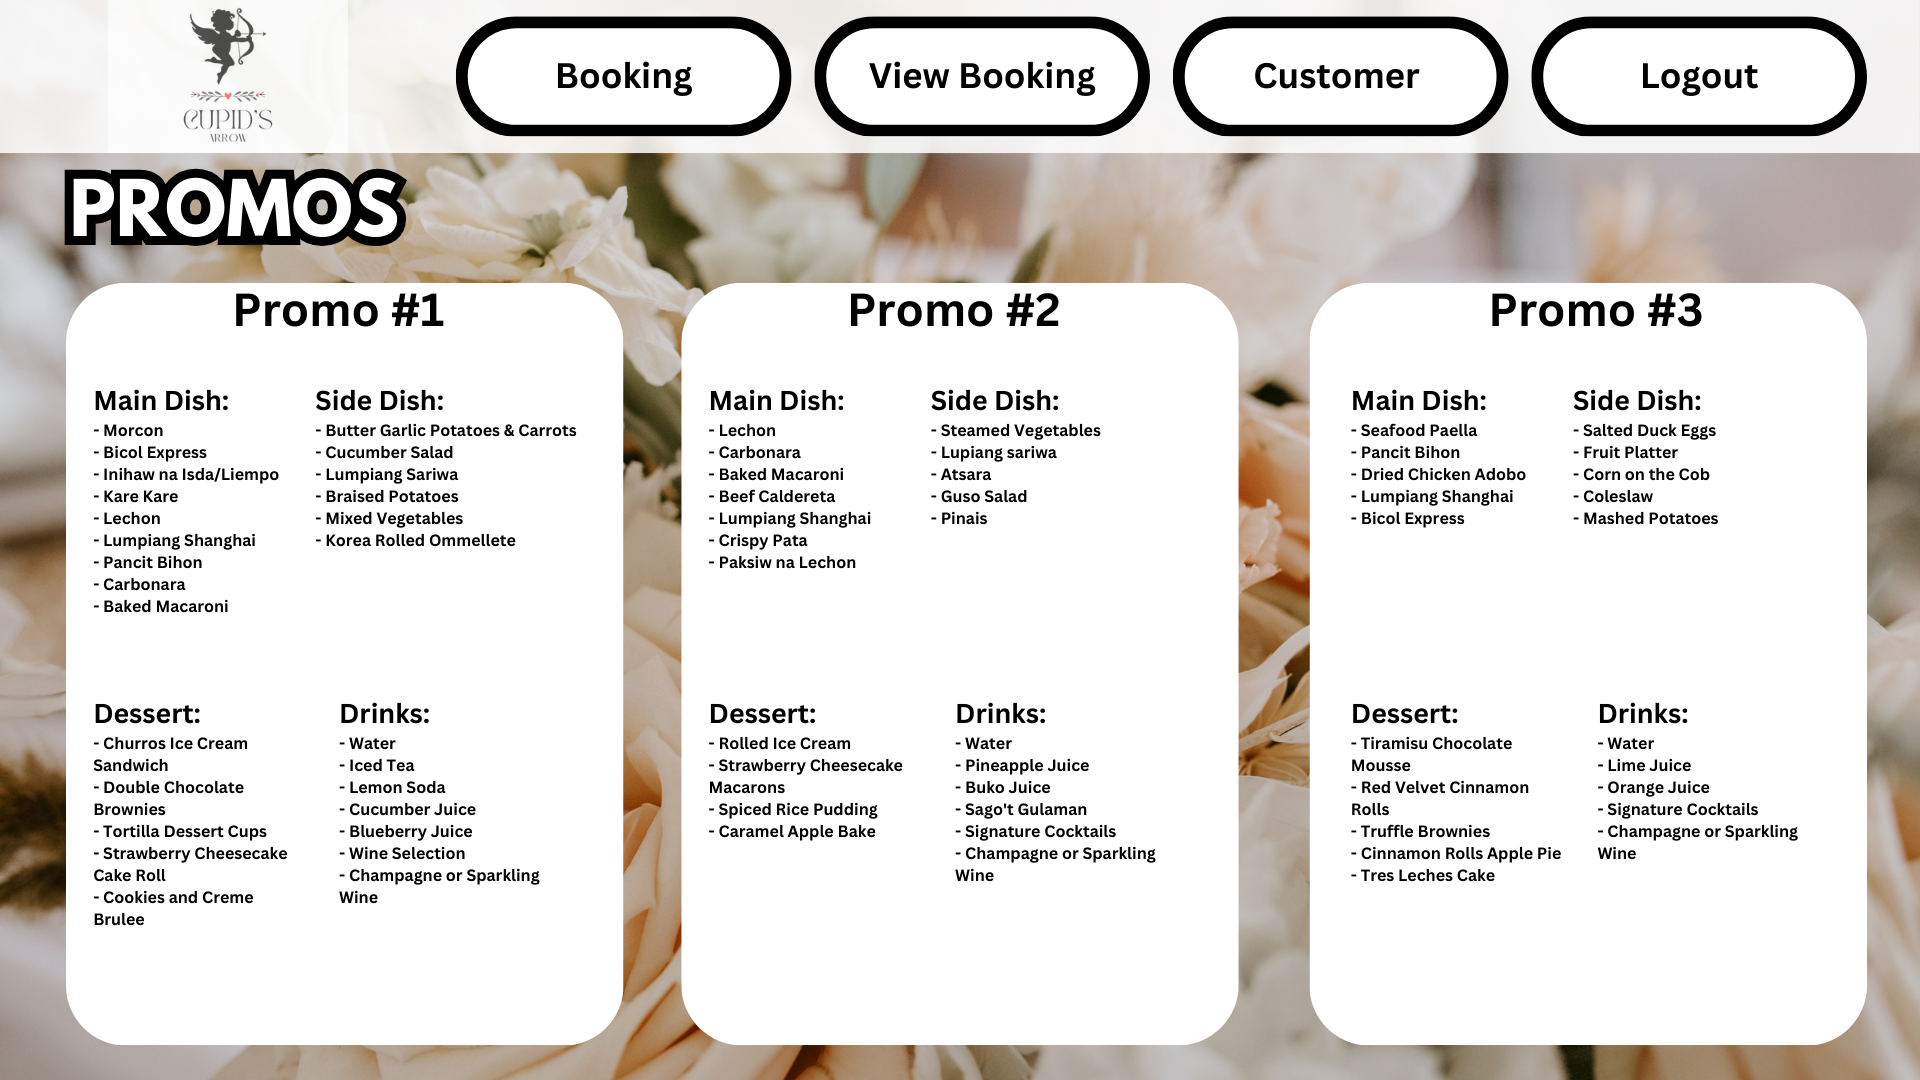 CUPID'S
ARROW
Booking
View Booking
Customer
Logout
PROMOS
Promo #1
Main Dish:
- Morcon
- Bicol Express
- Inihaw na Isda/Liempo
- Kare Kare
- Lechon
- Lumpiang Shanghai
- Pancit Bihon
- Carbonara
- Baked Macaroni
Side Dish:
- Butter Garlic Potatoes & Carrots
- Cucumber Salad
- Lumpiang Sariwa
- Braised Potatoes
- Mixed Vegetables
- Korea Rolled Ommellete
Dessert:
- Churros Ice Cream
Sandwich
- Double Chocolate
Brownies
- Tortilla Dessert Cups
- Strawberry Cheesecake
Cake Roll
- Cookies and Creme
Brulee
Drinks:
- Water
- Iced Tea
- Lemon Soda
- Cucumber Juice
- Blueberry Juice
- Wine Selection
- Champagne or Sparkling
Wine
Promo #2
Main Dish:
- Lechon
- Carbonara
- Baked Macaroni
- Beef Caldereta
- Lumpiang Shanghai
- Crispy Pata
- Paksiw na Lechon
Side Dish:
- Steamed Vegetables
- Lupiang sariwa
- Atsara
- Guso Salad
- Pinais
Dessert:
- Rolled Ice Cream
- Strawberry Cheesecake
Macarons
- Spiced Rice Pudding
- Caramel Apple Bake
Drinks:
- Water
- Pineapple Juice
- Buko Juice
- Sago't Gulaman
- Signature Cocktails
- Champagne or Sparkling
Wine
Promo #3
Main Dish:
- Seafood Paella
- Pancit Bihon
- Dried Chicken Adobo
- Lumpiang Shanghai
- Bicol Express
Side Dish:
- Salted Duck Eggs
- Fruit Platter
- Corn on the Cob
- Coleslaw
- Mashed Potatoes
Dessert:
- Tiramisu Chocolate
Mousse
- Red Velvet Cinnamon
Rolls
- Truffle Brownies
- Cinnamon Rolls Apple Pie
- Tres Leches Cake
Drinks:
- Water
- Lime Juice
- Orange Juice
- Signature Cocktails
- Champagne or Sparkling
Wine